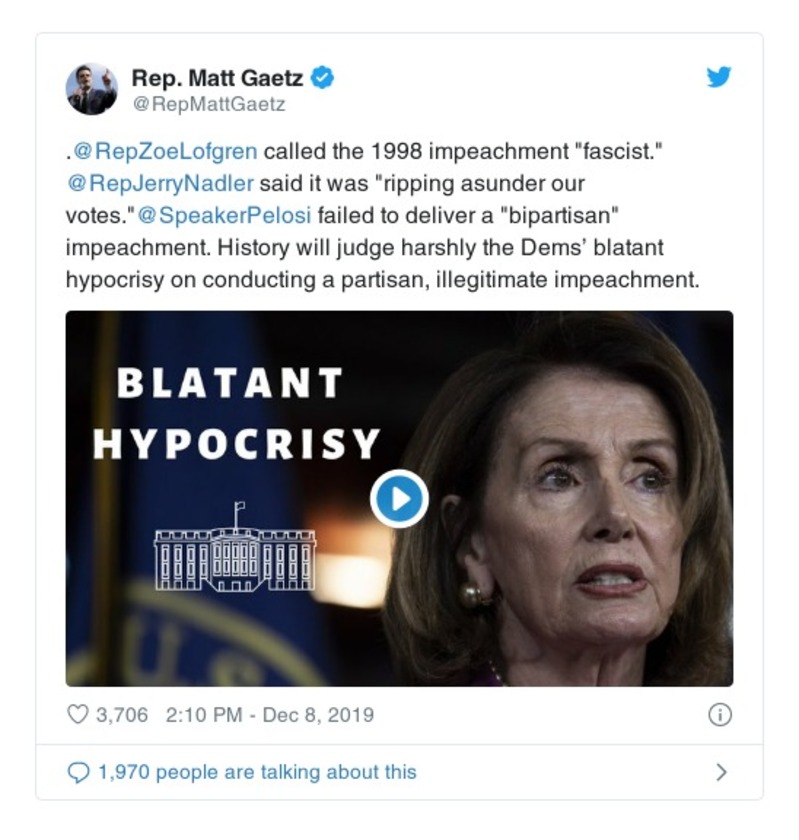 Rep. Matt Gaetz
@RepMattGaetz
.@RepZoeLofgren called the 1998 impeachment "fascist."
@RepJerryNadler said it was "ripping asunder our
votes."@SpeakerPelosi failed to deliver a "bipartisan"
impeachment. History will judge harshly the Dems’ blatant
hypocrisy on conducting a partisan, illegitimate impeachment.
BLATANT
HYPOCRISY
U.S.
3,706 2:10 PM - Dec 8, 2019
1,970 people are talking about this